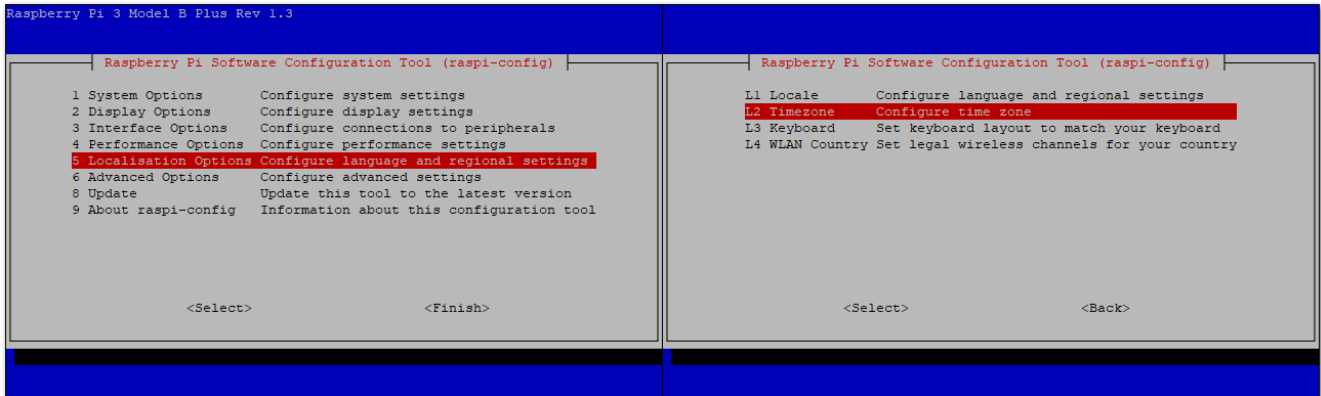 Raspberry Pi 3 Model B Plus Rev 1.3
Raspberry Pi Software Configuration Tool (raspi-config)
1 System Options Configure system settings
2 Display Options Configure display settings
3 Interface Options Configure connections to peripherals
4 Performance Options Configure performance settings
5 Localisation Options Configure language and regional settings
6 Advanced Options Configure advanced settings
8 Update Update this tool to the latest version
9 About raspi-config Information about this configuration tool
<Select> <Finish>
Raspberry Pi Software Configuration Tool (raspi-config)
L1 Locale Configure language and regional settings
L2 Timezone Configure time zone
L3 Keyboard Set keyboard layout to match your keyboard
L4 WLAN Country Set legal wireless channels for your country
<Select> <Back>